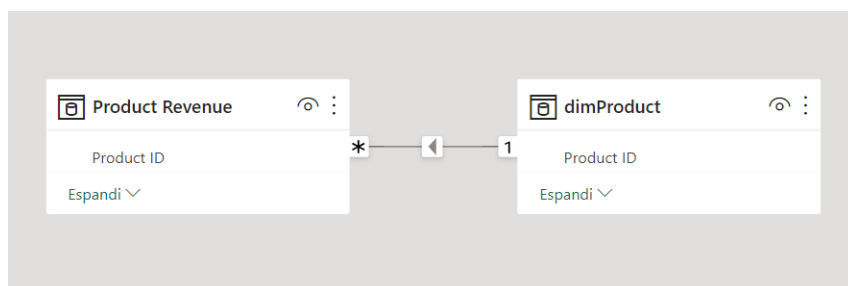 Product Revenue
Product ID
Espandi
* 1
dimProduct
Product ID
Espandi